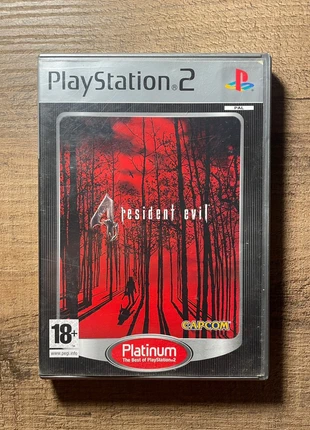 PlayStation®2
PAL
4 resident evil
18+
www.pegi.info
CAPCOM
Platinum
The Best of PlayStation®2